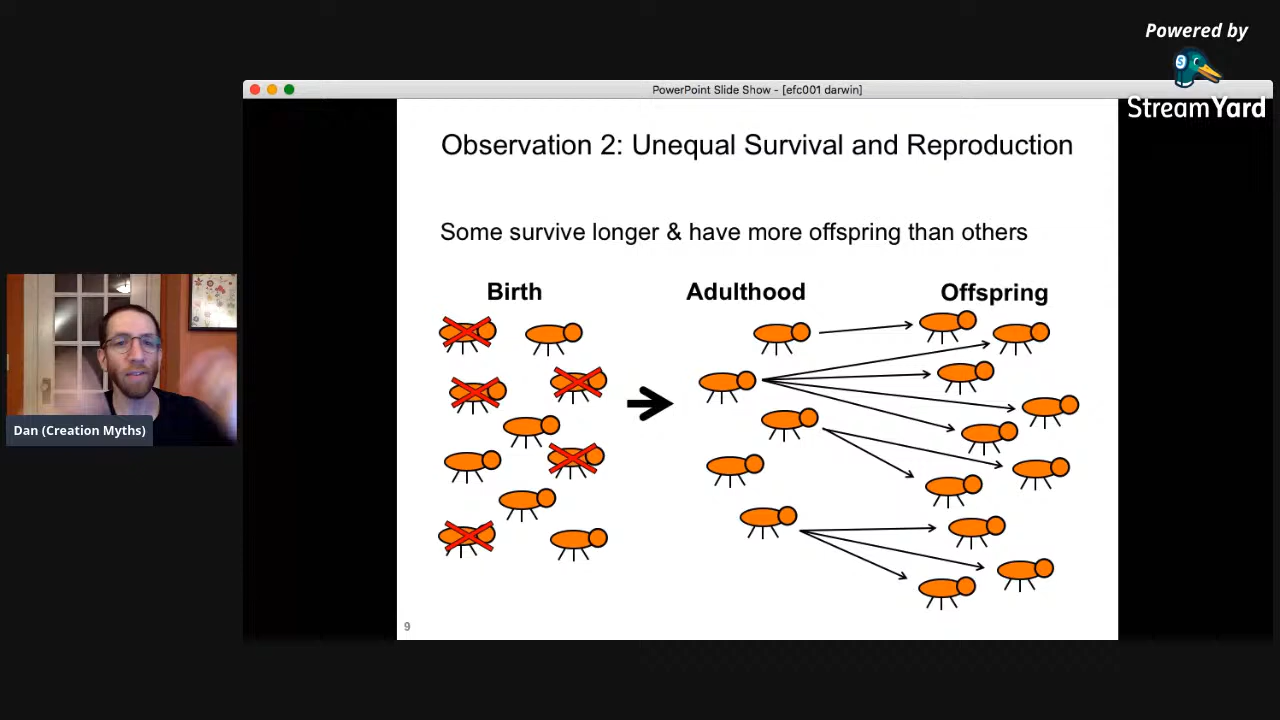 Powered by
StreamYard
PowerPoint Slide Show - [efc001 darwin]
Observation 2: Unequal Survival and Reproduction
Some survive longer & have more offspring than others
Birth
Adulthood
Offspring
Dan (Creation Myths)
9